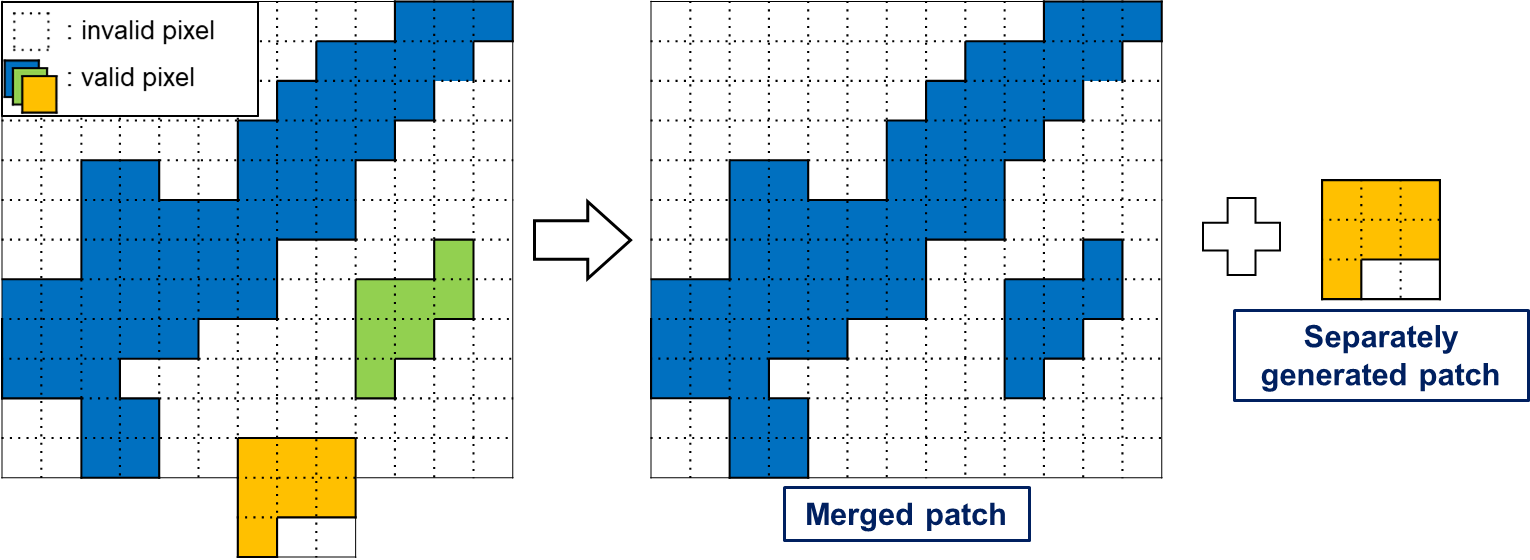 : invalid pixel
: valid pixel
Separately
generated patch
Merged patch